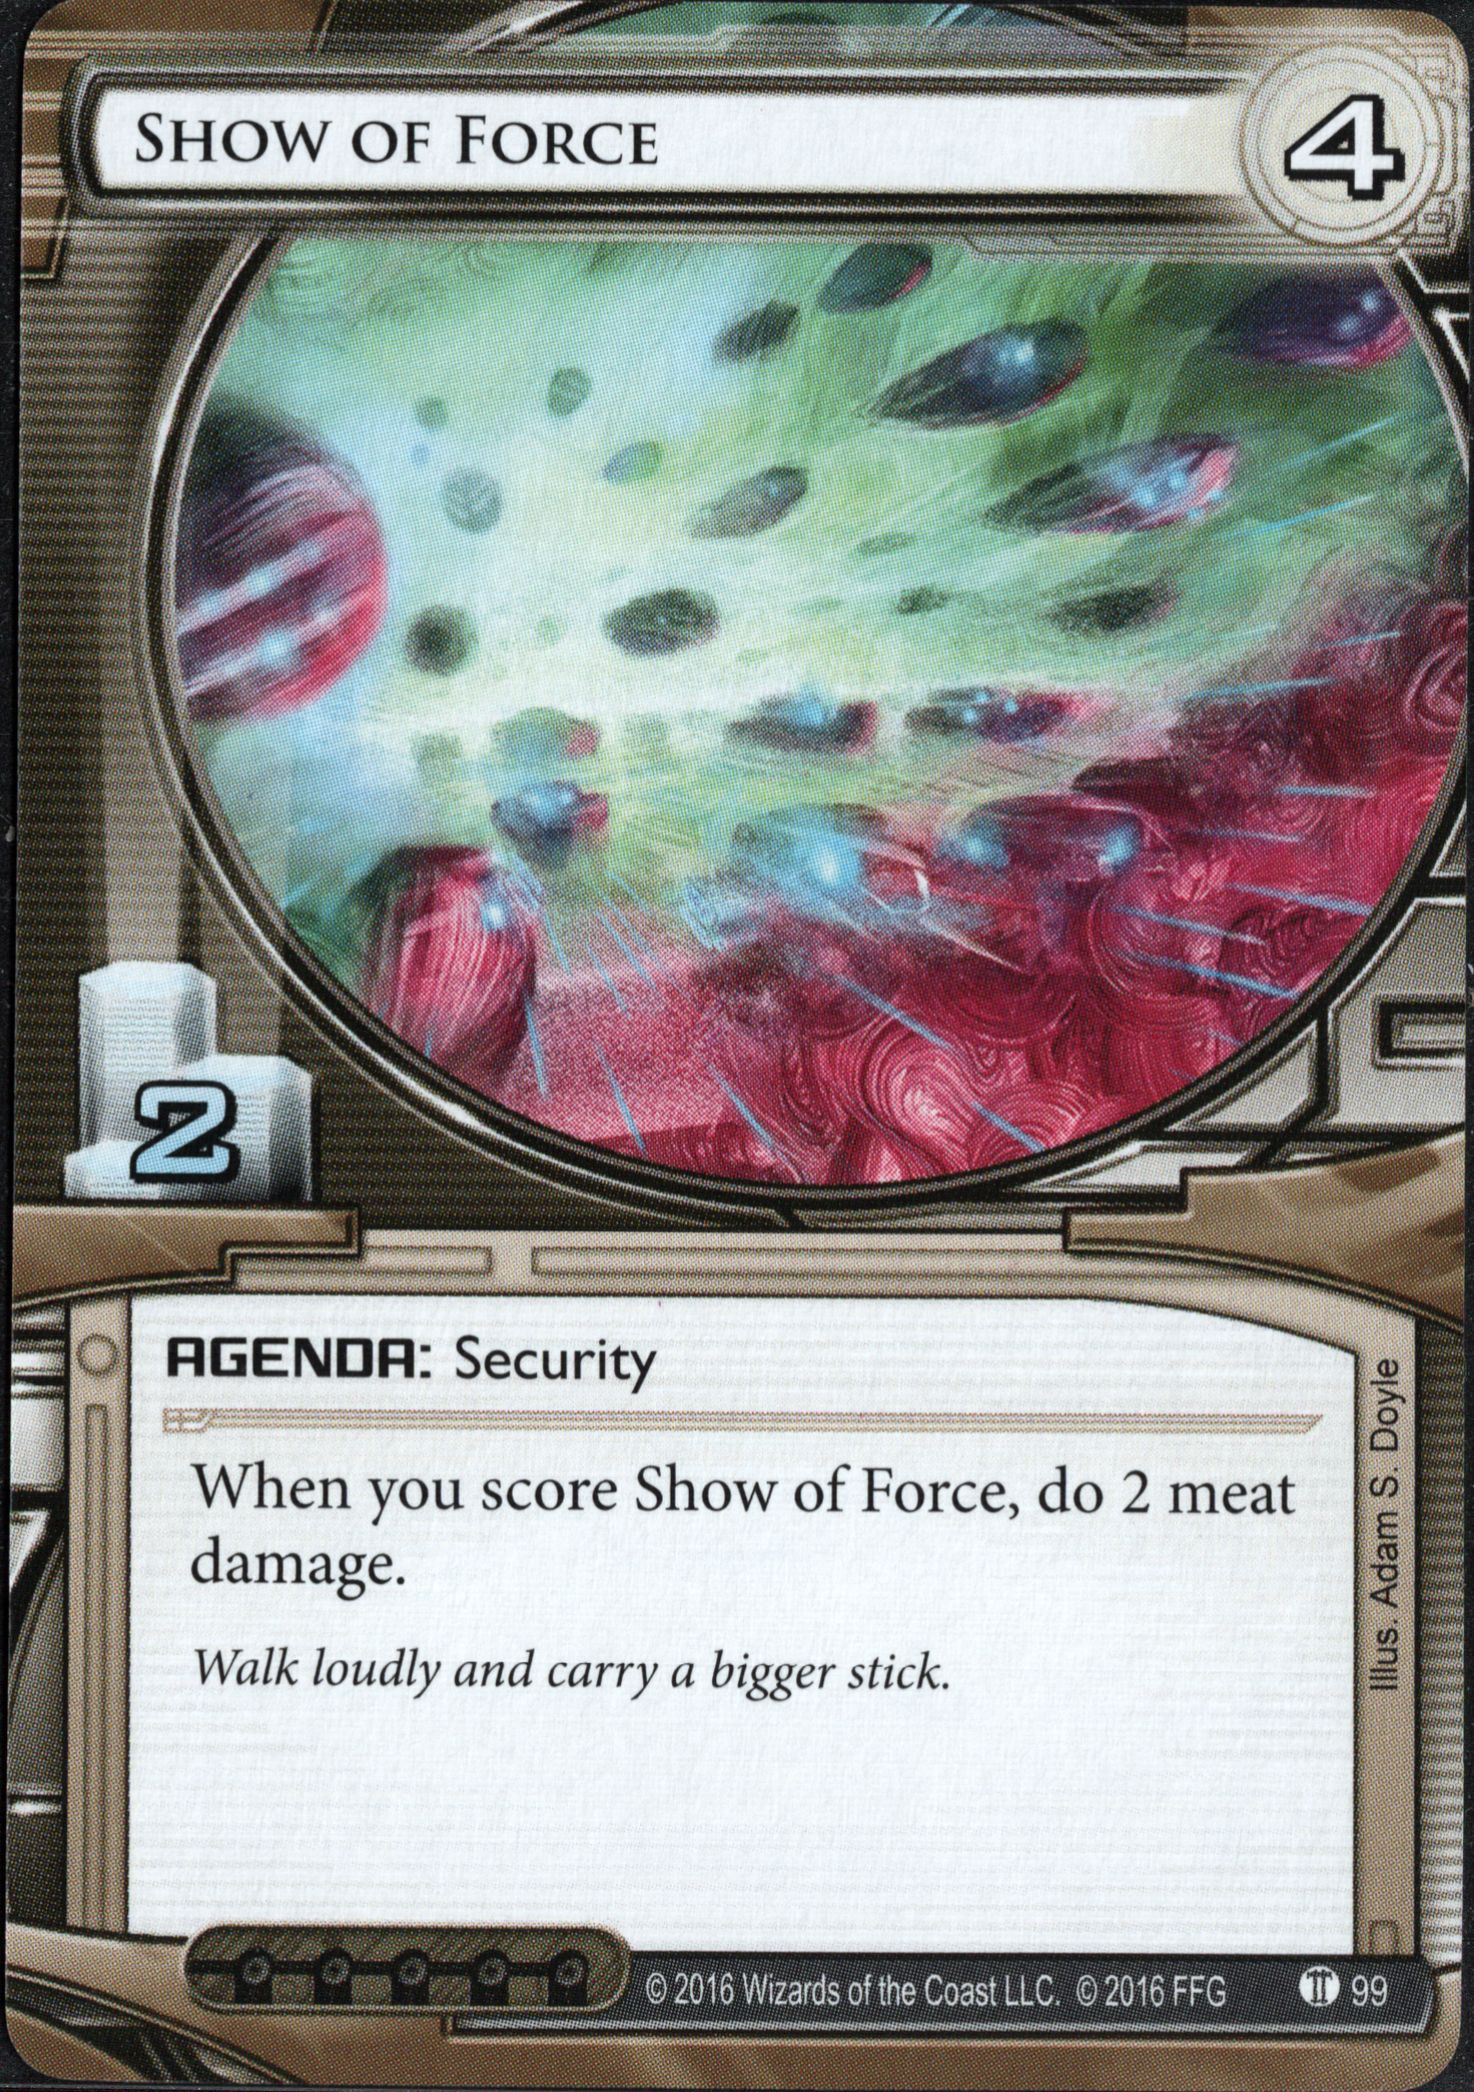 Show of Force
4
2
AGENDA: Security
When you score Show of Force, do 2 meat
damage.
Walk loudly and carry a bigger stick.
Illus. Adam S. Doyle
© 2016 Wizards of the Coast LLC. © 2016 FFG
99